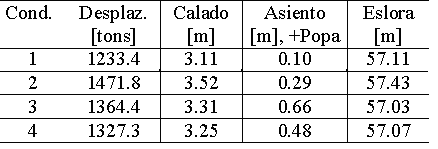 Cond. Desplaz. Calado Asiento Eslora
[tons] [m] [m], +Popa [m]
1 1233.4 3.11 0.10 57.11
2 1471.8 3.52 0.29 57.43
3 1364.4 3.31 0.66 57.03
4 1327.3 3.25 0.48 57.07